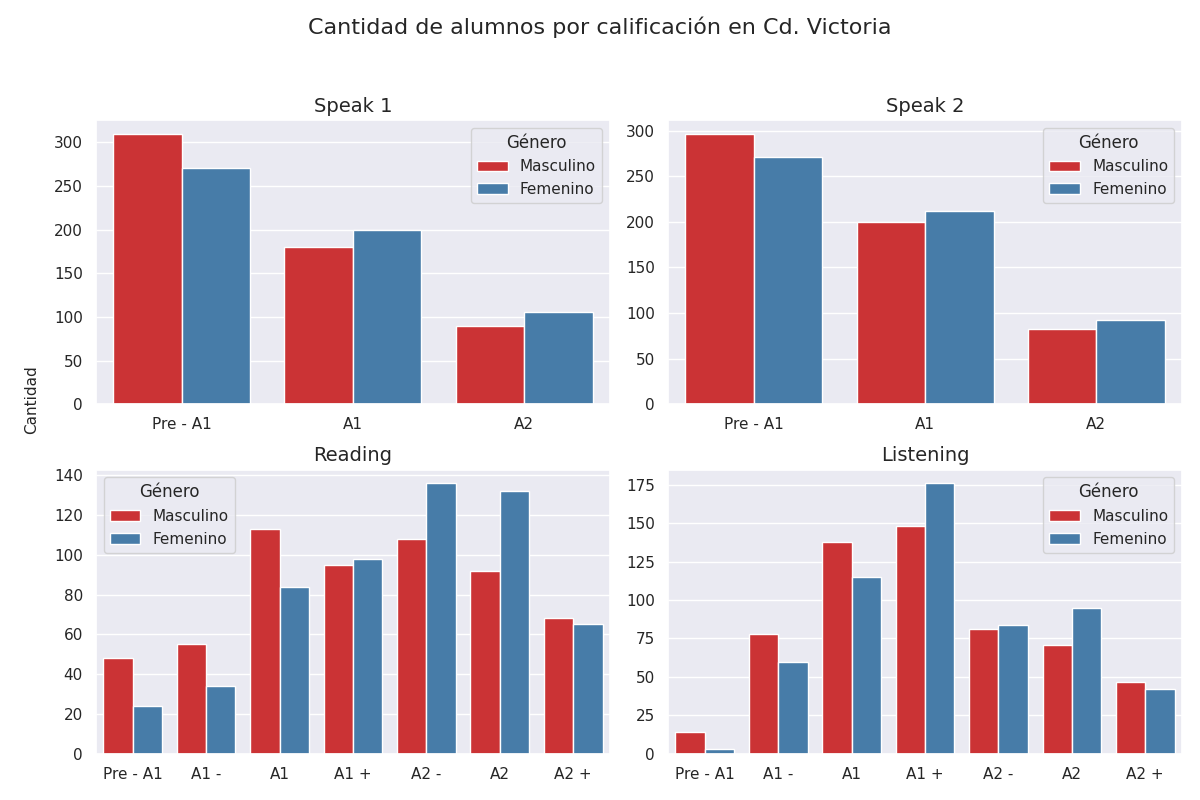 Cantidad de alumnos por calificación en Cd. Victoria
Cantidad
Speak 1
300
250
200
150
100
50
0
Género
Masculino
Femenino
Pre - A1 A1 A2
Speak 2
300
250
200
150
100
50
0
Género
Masculino
Femenino
Pre - A1 A1 A2
Reading
140
120
100
80
60
40
20
0
Género
Masculino
Femenino
Pre - A1 A1 - A1 A1 + A2 - A2 A2 +
Listening
175
150
125
100
75
50
25
0
Género
Masculino
Femenino
Pre - A1 A1 - A1 A1 + A2 - A2 A2 +